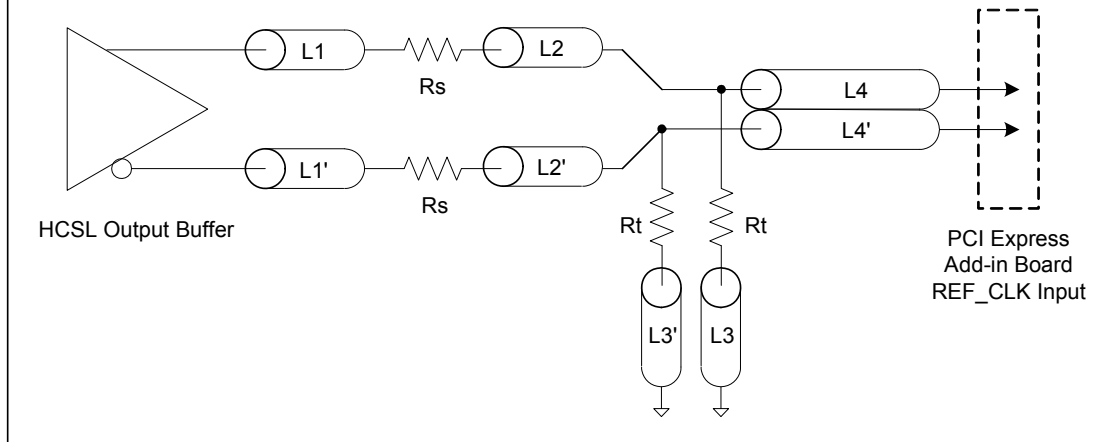 L1
Rs
L2
L4
L4'
L1'
Rs
L2'
HCSL Output Buffer
Rt
Rt
PCI Express
Add-in Board
REF_CLK Input
L3'
L3